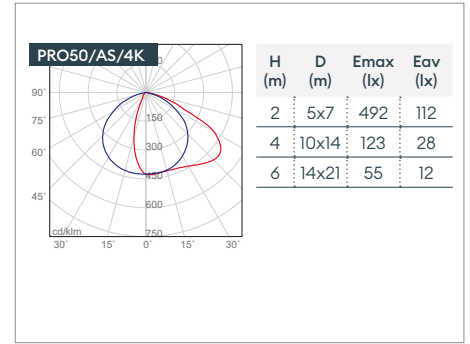 PRO50/AS/4K
90°
75°
60°
45°
150
300
450
600
750
cd/klm
30° 15° 0° 15° 30°
H D Emax Eav
(m) (m) (lx) (lx)
2 5x7 492 112
4 10x14 123 28
6 14x21 55 12